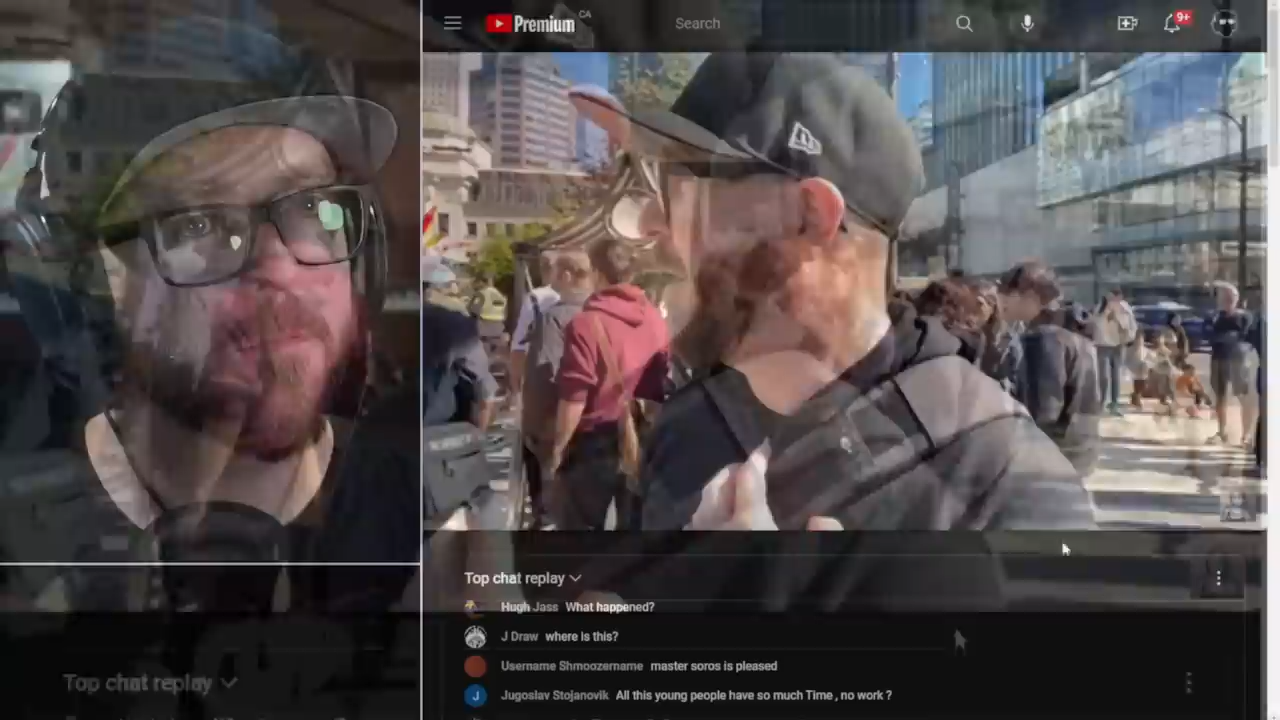 Premium CA
Search
9+
Top chat replay
Hugh Jass What happened?
J Draw where is this?
Username Shmoozername master soros is pleased
J Jugoslav Stojanovik All this young people have so much Time , no work ?
Top chat replay